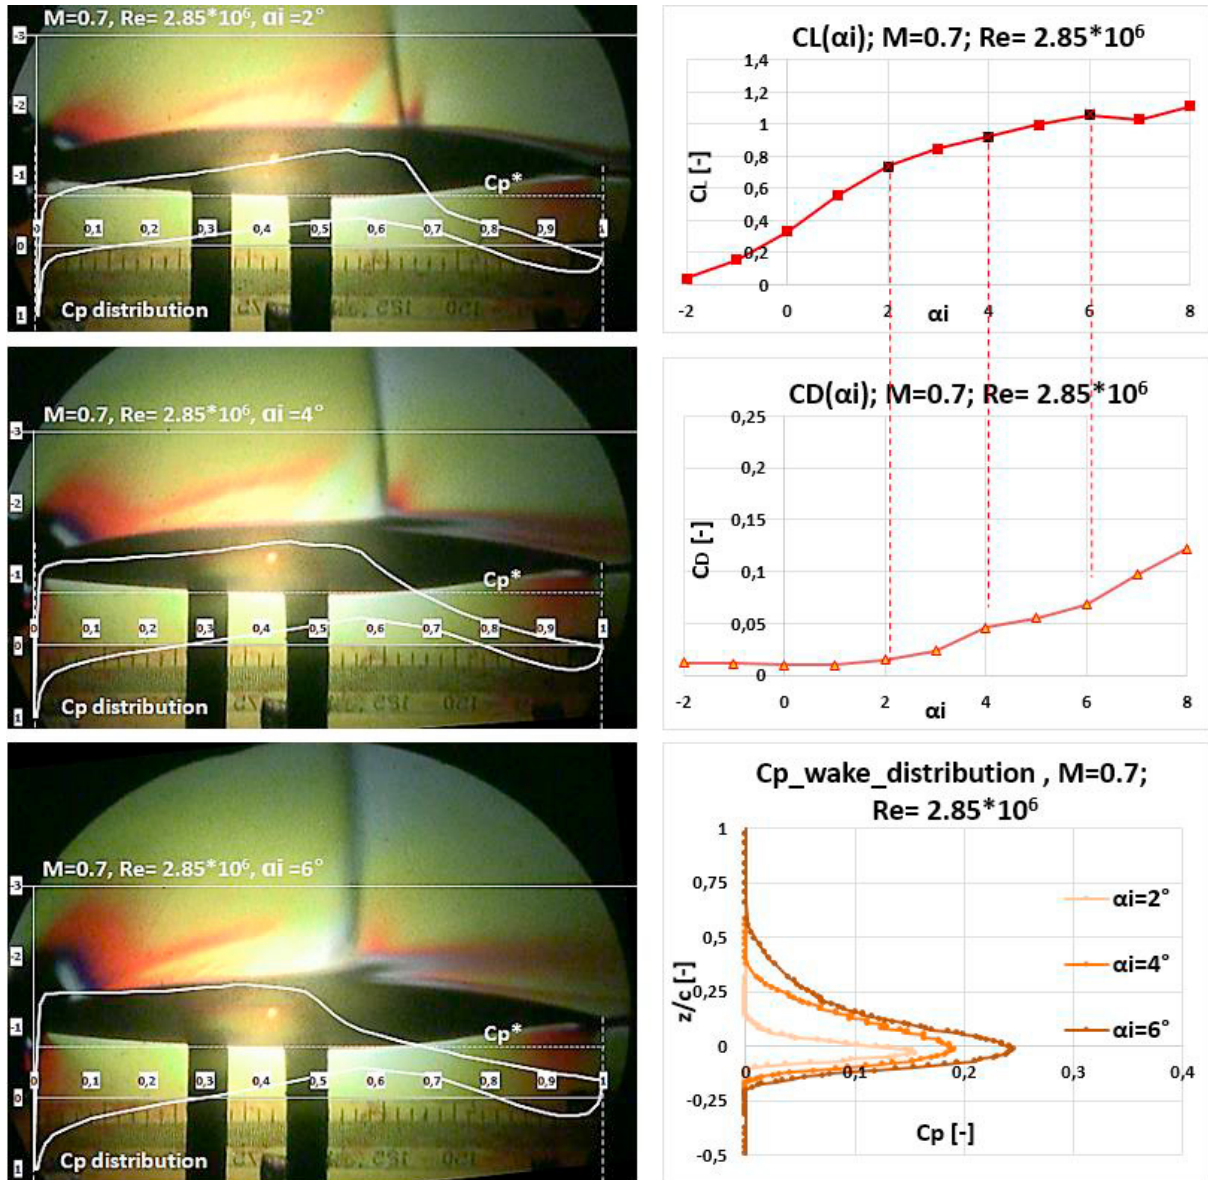 M=0.7, Re= 2.85*10⁶, αi =2°
-3
-2
-1
Cp*
0 0,1 0,2 0,3 0,4 0,5 0,6 0,7 0,8 0,9 1
0
Cp distribution
1
M=0.7, Re= 2.85*10⁶, αi =4°
-3
-2
-1
Cp*
0 0,1 0,2 0,3 0,4 0,5 0,6 0,7 0,8 0,9 1
0
Cp distribution
1
M=0.7, Re= 2.85*10⁶, αi =6°
-3
-2
-1
Cp*
0 0,1 0,2 0,3 0,4 0,5 0,6 0,7 0,8 0,9 1
0
Cp distribution
1
CL(αi); M=0.7; Re= 2.85*10⁶
1,4
1,2
1
0,8
0,6
0,4
0,2
0
CL [-]
-2 0 2 4 6 8
αi
CD(αi); M=0.7; Re= 2.85*10⁶
0,25
0,2
0,15
0,1
0,05
0
CD [-]
-2 0 2 4 6 8
αi
Cp_wake_distribution , M=0.7;
Re= 2.85*10⁶
1
0,75
0,5
0,25
0
-0,25
-0,5
z/c [-]
αi=2°
αi=4°
αi=6°
0 0,1 0,2 0,3 0,4
Cp [-]